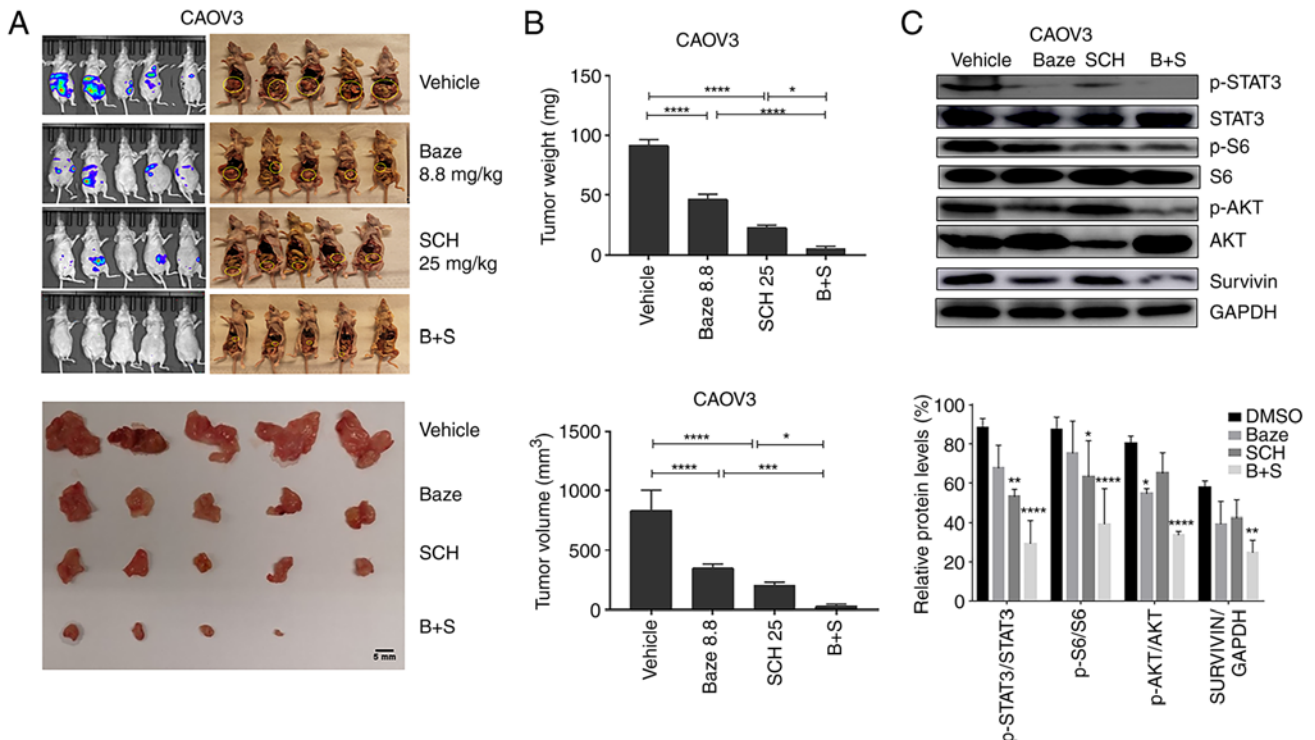 A
CAOV3
Vehicle
Baze
8.8 mg/kg
SCH
25 mg/kg
B+S
Vehicle
Baze
SCH
B+S
5 mm
B
CAOV3
Tumor weight (mg)
150
100
50
0
**** *
**** ****
Vehicle
Baze 8.8
SCH 25
B+S
CAOV3
Tumor volume (mm³)
1500
1000
500
0
**** *
**** ***
Vehicle
Baze 8.8
SCH 25
B+S
C
CAOV3
Vehicle Baze SCH B+S
p-STAT3
STAT3
p-S6
S6
p-AKT
AKT
Survivin
GAPDH
Relative protein levels (%)
100
80
60
40
20
0
DMSO
Baze
SCH
B+S
** **** * **** * **** **
p-STAT3/STAT3
p-S6/S6
p-AKT/AKT
SURVIVIN/
GAPDH